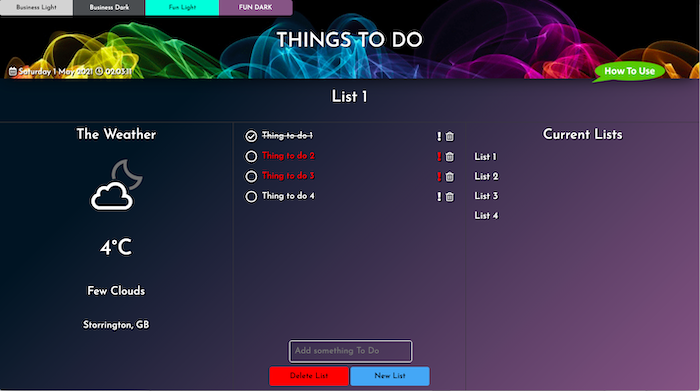 Business Light
Business Dark
Fun Light
FUN DARK
THINGS TO DO
Saturday 1 May 2021 02:03:11
How To Use
List 1
The Weather
4°C
Few Clouds
Storrington, GB
Thing to do 1
Thing to do 2
Thing to do 3
Thing to do 4
Add something To Do
Delete List
New List
Current Lists
List 1
List 2
List 3
List 4